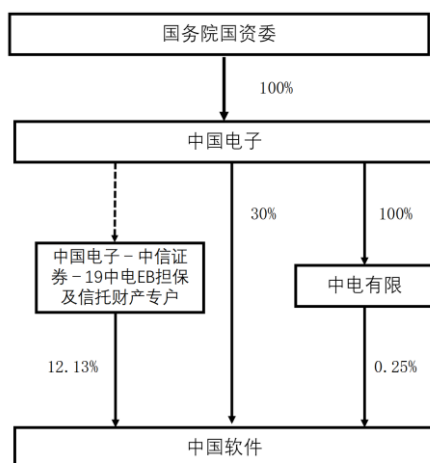 国务院国资委
100%
中国电子
30%
100%
中国电子－中信证
券－19中电EB担保
及信托财产专户
中电有限
12.13%
0.25%
中国软件